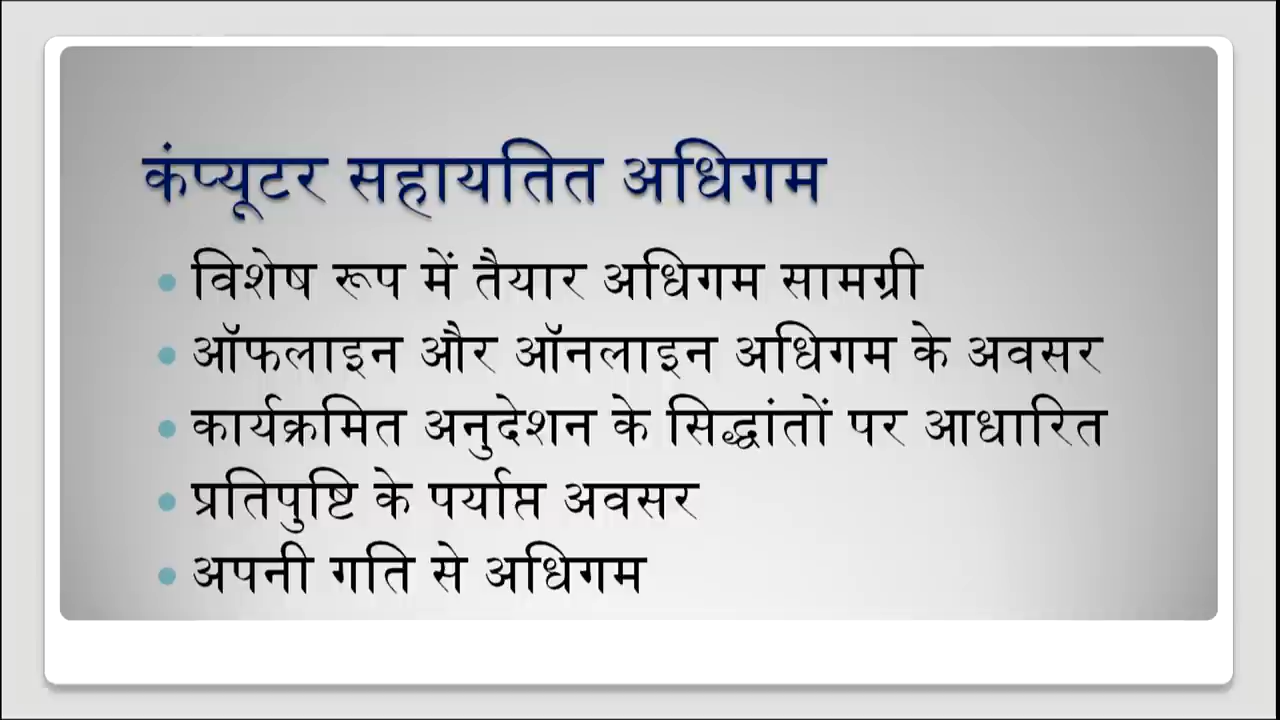 कंप्यूटर सहायतित अधिगम
विशेष रूप में तैयार अधिगम सामग्री
ऑफलाइन और ऑनलाइन अधिगम के अवसर
कार्यक्रमित अनुदेशन के सिद्धांतों पर आधारित
प्रतिपुष्टि के पर्याप्त अवसर
अपनी गति से अधिगम